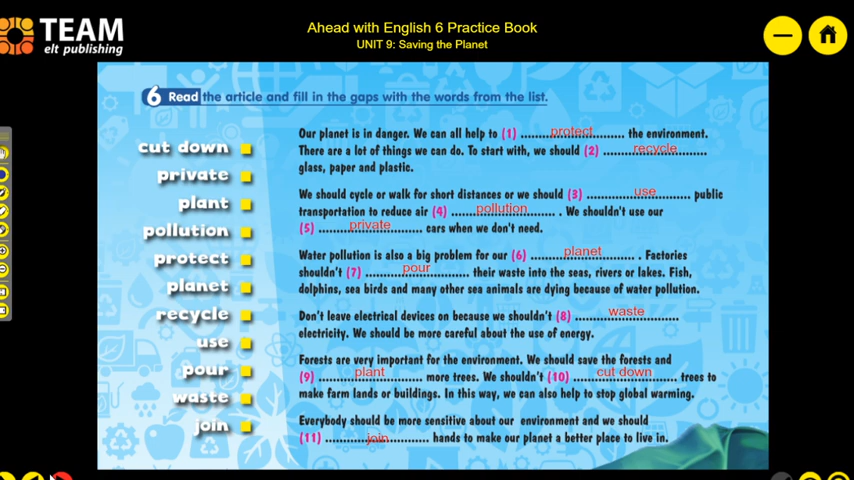 TEAM
elt publishing
Ahead with English 6 Practice Book
UNIT 9: Saving the Planet
6 Read the article and fill in the gaps with the words from the list.
cut down
private
plant
pollution
protect
planet
recycle
use
pour
waste
join
Our planet is in danger. We can all help to (1) ....protect.... the environment.
There are a lot of things we can do. To start with, we should (2) ....recycle....
glass, paper and plastic.
We should cycle or walk for short distances or we should (3) ....use.... public
transportation to reduce air (4) ....pollution.... . We shouldn't use our
(5) ....private.... cars when we don't need.
Water pollution is also a big problem for our (6) ....planet.... . Factories
shouldn't (7) ....pour.... their waste into the seas, rivers or lakes. Fish,
dolphins, sea birds and many other sea animals are dying because of water pollution.
Don't leave electrical devices on because we shouldn't (8) ....waste....
electricity. We should be more careful about the use of energy.
Forests are very important for the environment. We should save the forests and
(9) ....plant.... more trees. We shouldn't (10) ....cut down.... trees to
make farm lands or buildings. In this way, we can also help to stop global warming.
Everybody should be more sensitive about our environment and we should
(11) ....join.... hands to make our planet a better place to live in.